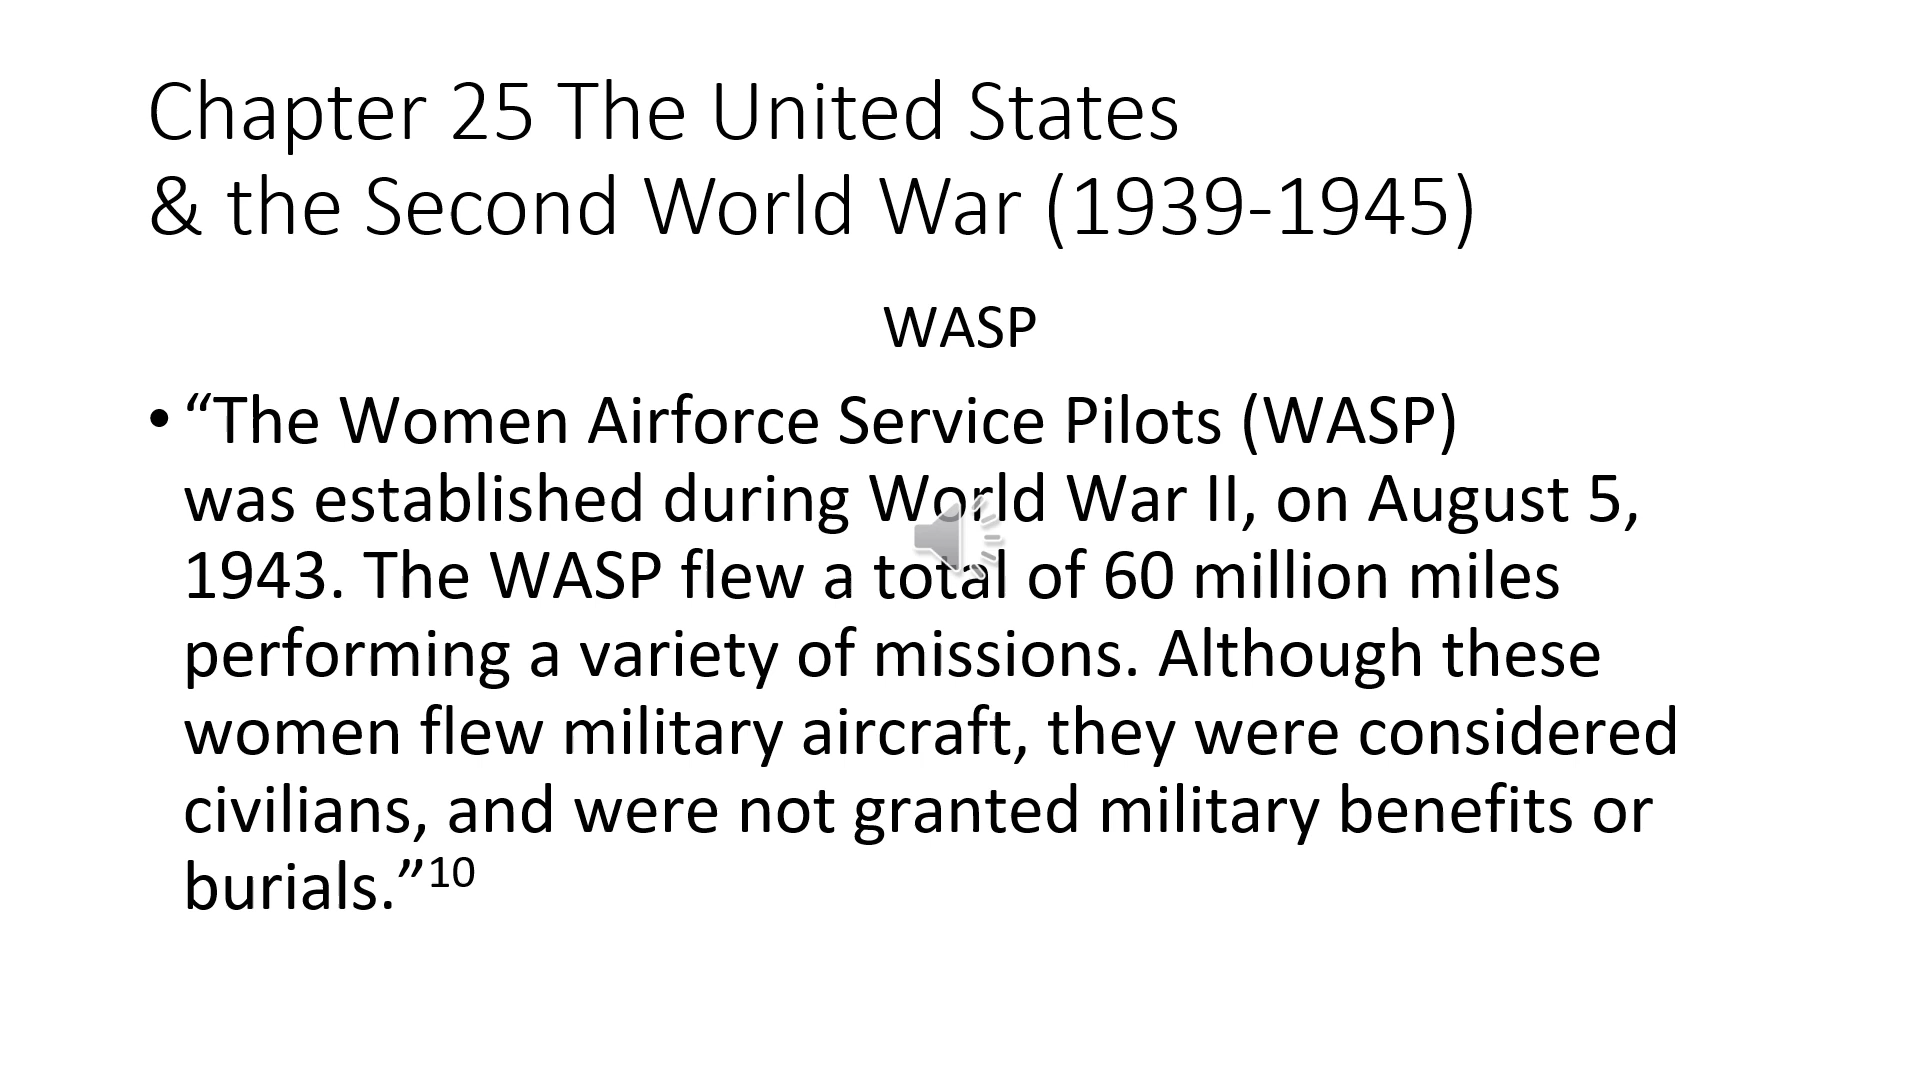 Chapter 25 The United States
& the Second World War (1939-1945)
WASP
• “The Women Airforce Service Pilots (WASP)
was established during World War II, on August 5,
1943. The WASP flew a total of 60 million miles
performing a variety of missions. Although these
women flew military aircraft, they were considered
civilians, and were not granted military benefits or
burials.”10